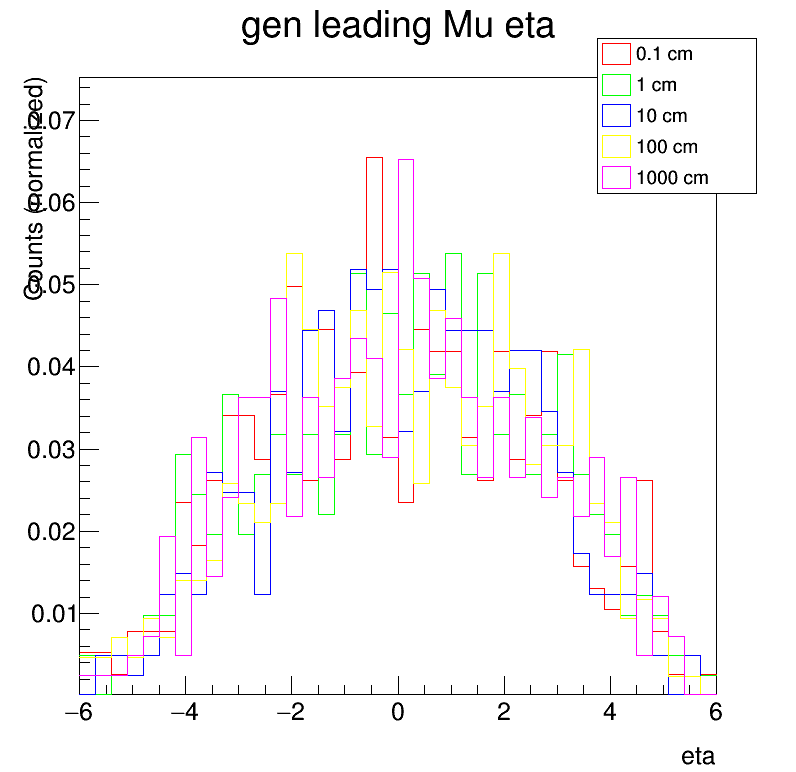 gen leading Mu eta
0.1 cm
1 cm
10 cm
100 cm
1000 cm
Counts (normalized)
0.07
0.06
0.05
0.04
0.03
0.02
0.01
−6 −4 −2 0 2 4 6
eta